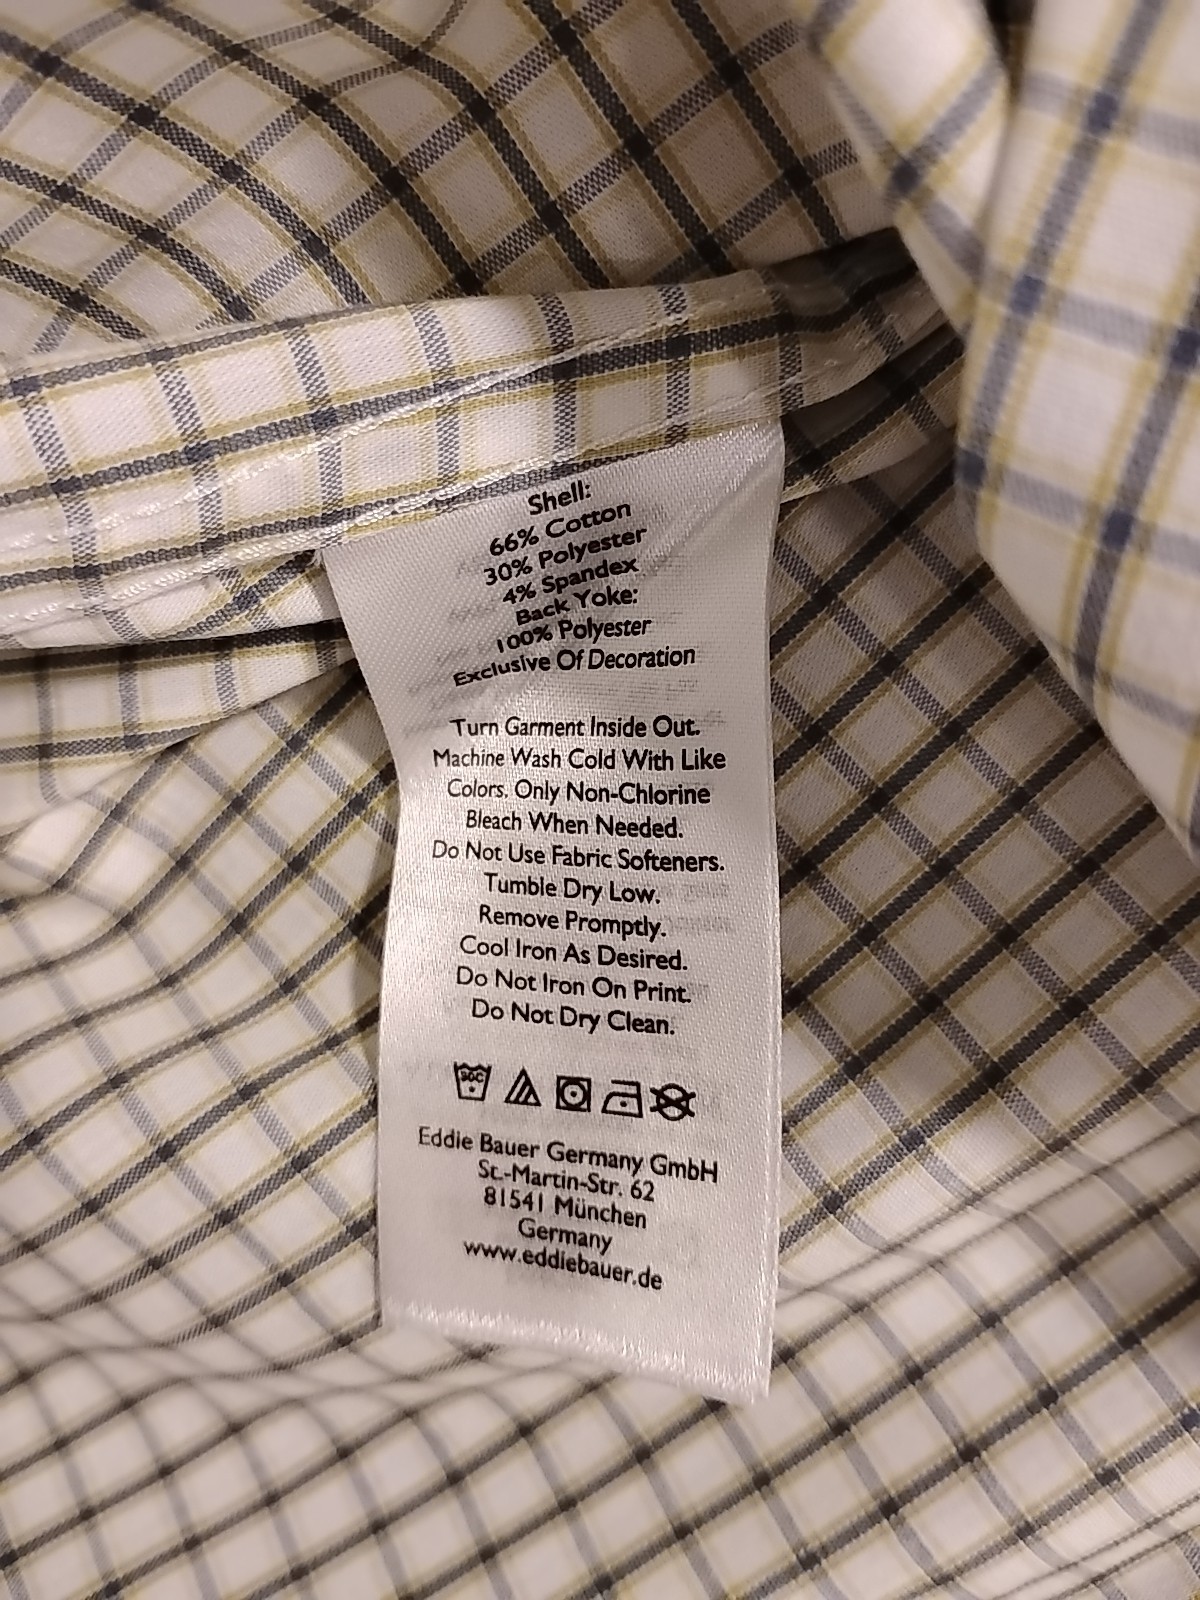 Shell:
66% Cotton
30% Polyester
4% Spandex
Back Yoke:
100% Polyester
Exclusive Of Decoration
Turn Garment Inside Out.
Machine Wash Cold With Like
Colors. Only Non-Chlorine
Bleach When Needed.
Do Not Use Fabric Softeners.
Tumble Dry Low.
Remove Promptly.
Cool Iron As Desired.
Do Not Iron On Print.
Do Not Dry Clean.
30C
Eddie Bauer Germany GmbH
St.-Martin-Str. 62
81541 München
Germany
www.eddiebauer.de